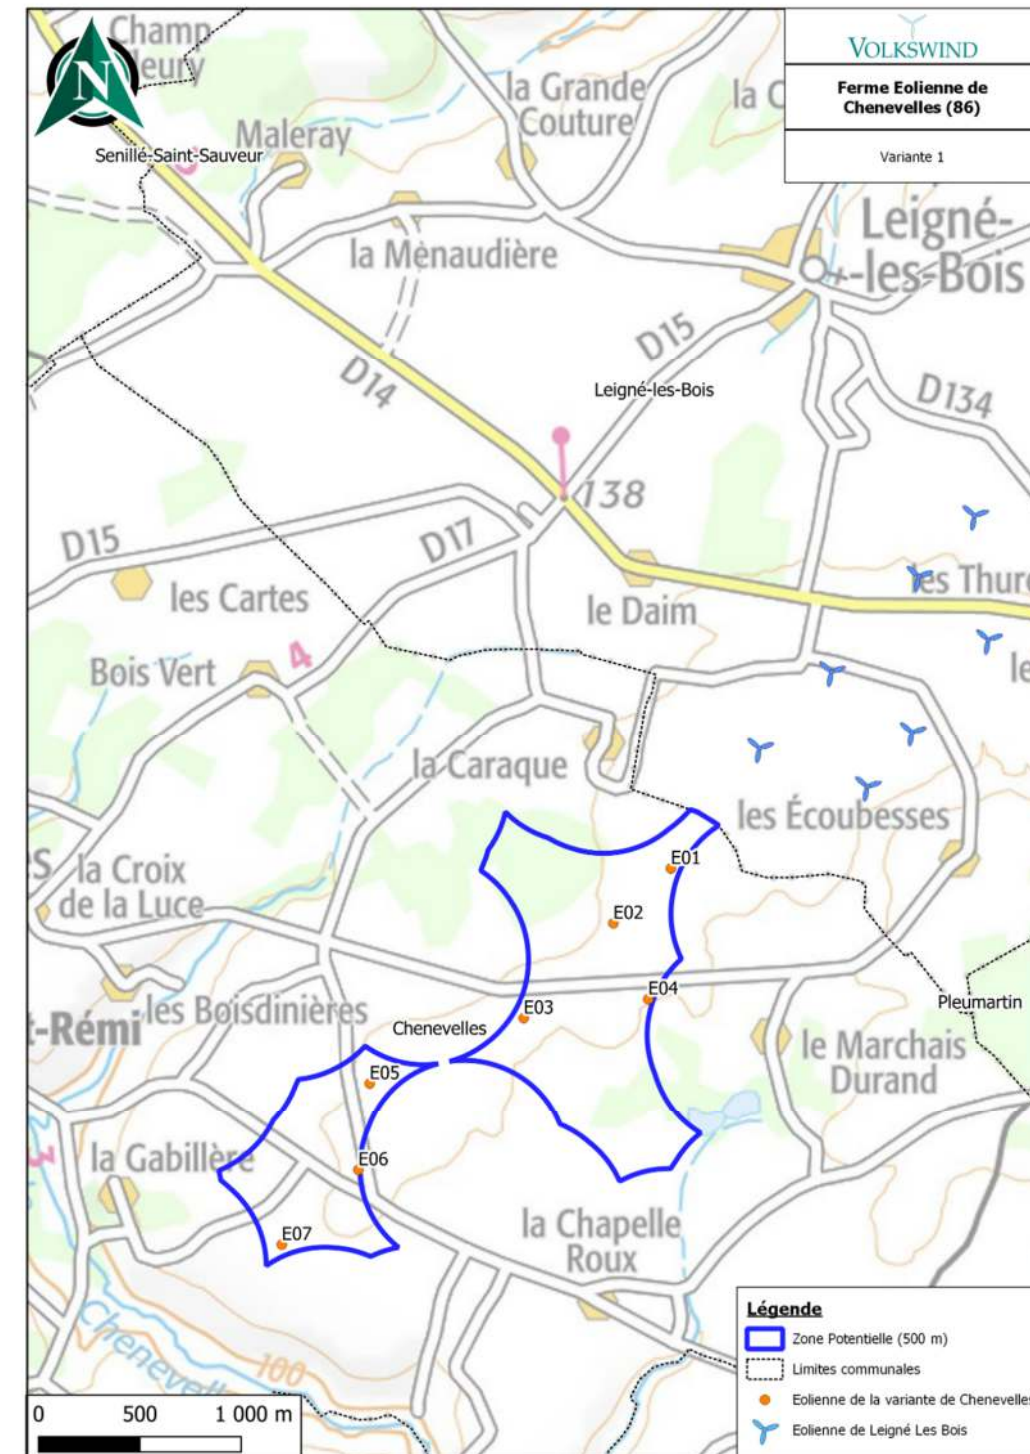 VOLKSWIND
Ferme Eolienne de
Chenevelles (86)
Variante 1
N
Champ
Fleury
la Grande
Couture
Maleray
Senillé-Saint-Sauveur
la Menaudière
Leigné-
-les-Bois
D15
D14
Leigné-les-Bois
D134
138
D15
D17
les Cartes
le Daim
Bois Vert
4
la Caraque
les Écoubesses
E01
la Croix
de la Luce
E02
E04
Pleumartin
les Boisdinières
E03
Chenevelles
t-Rémi
le Marchais
Durand
E05
la Gabillère
E06
3
la Chapelle
Roux
E07
Légende
Zone Potentielle (500 m)
Limites communales
Eolienne de la variante de Chenevelles
Eolienne de Leigné Les Bois
100
0 500 1 000 m